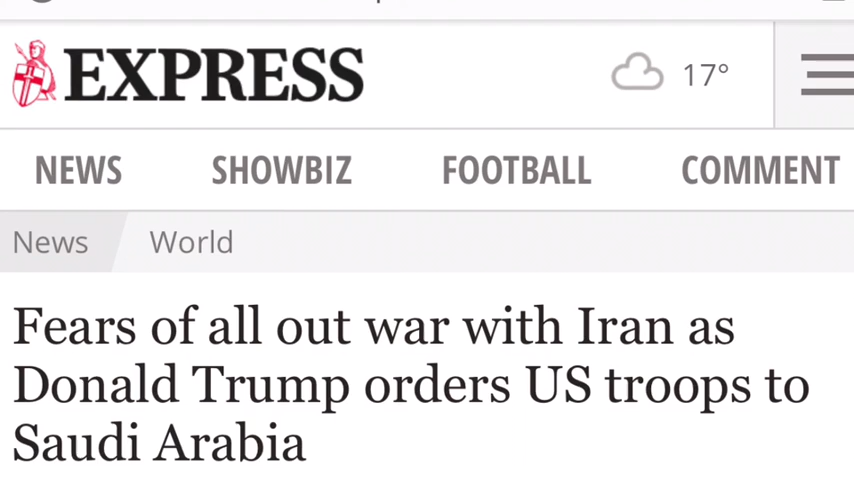 EXPRESS
17°
NEWS SHOWBIZ FOOTBALL COMMENT
News World
Fears of all out war with Iran as
Donald Trump orders US troops to
Saudi Arabia